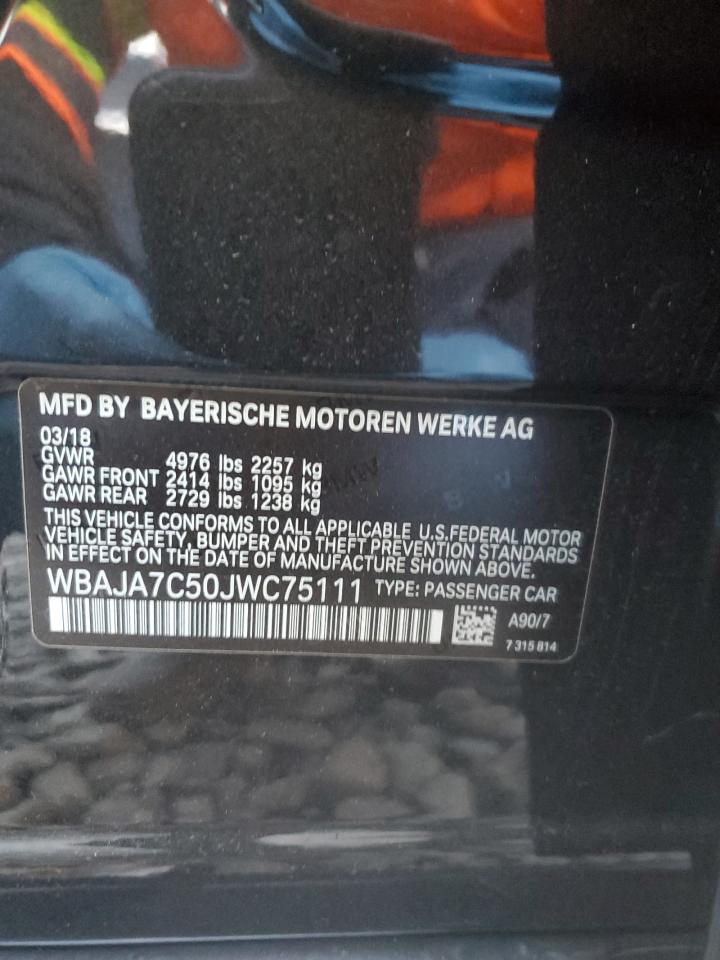 MFD BY BAYERISCHE MOTOREN WERKE AG
03/18
GVWR 4976 lbs 2257 kg
GAWR FRONT 2414 lbs 1095 kg
GAWR REAR 2729 lbs 1238 kg
THIS VEHICLE CONFORMS TO ALL APPLICABLE U.S.FEDERAL MOTOR
VEHICLE SAFETY, BUMPER AND THEFT PREVENTION STANDARDS
IN EFFECT ON THE DATE OF MANUFACTURE SHOWN ABOVE.
WBAJA7C50JWC75111 TYPE: PASSENGER CAR
A90/7
7 315 814